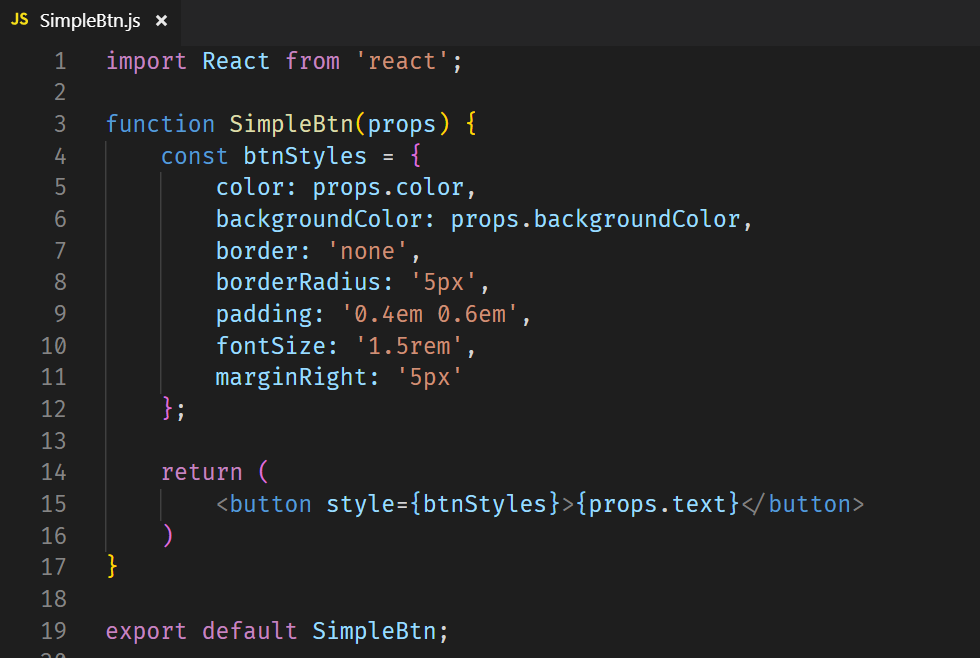 JS SimpleBtn.js ×
1 import React from 'react';
2
3 function SimpleBtn(props) {
4     const btnStyles = {
5         color: props.color,
6         backgroundColor: props.backgroundColor,
7         border: 'none',
8         borderRadius: '5px',
9         padding: '0.4em 0.6em',
10         fontSize: '1.5rem',
11         marginRight: '5px'
12     };
13
14     return (
15         <button style={btnStyles}>{props.text}</button>
16     )
17 }
18
19 export default SimpleBtn;
20